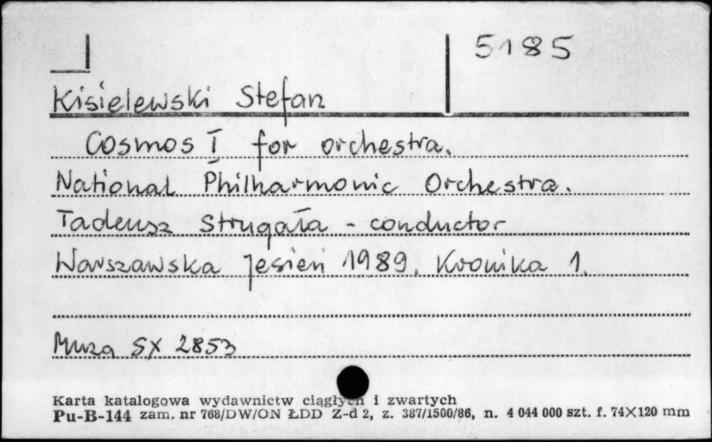 5185
Kisielewski Stefan
Cosmos I for orchestra.
National Philharmonic Orchestra.
Tadeusz Strugała - conductor
Warszawska Jesień 1989. Kronika 1.
Muza SX 2853
Karta katalogowa wydawnictw ciągłych i zwartych
Pu-B-144 zam. nr 768/DW/ON ŁDD Z-d 2, z. 387/1500/86, n. 4 044 000 szt. f. 74×120 mm